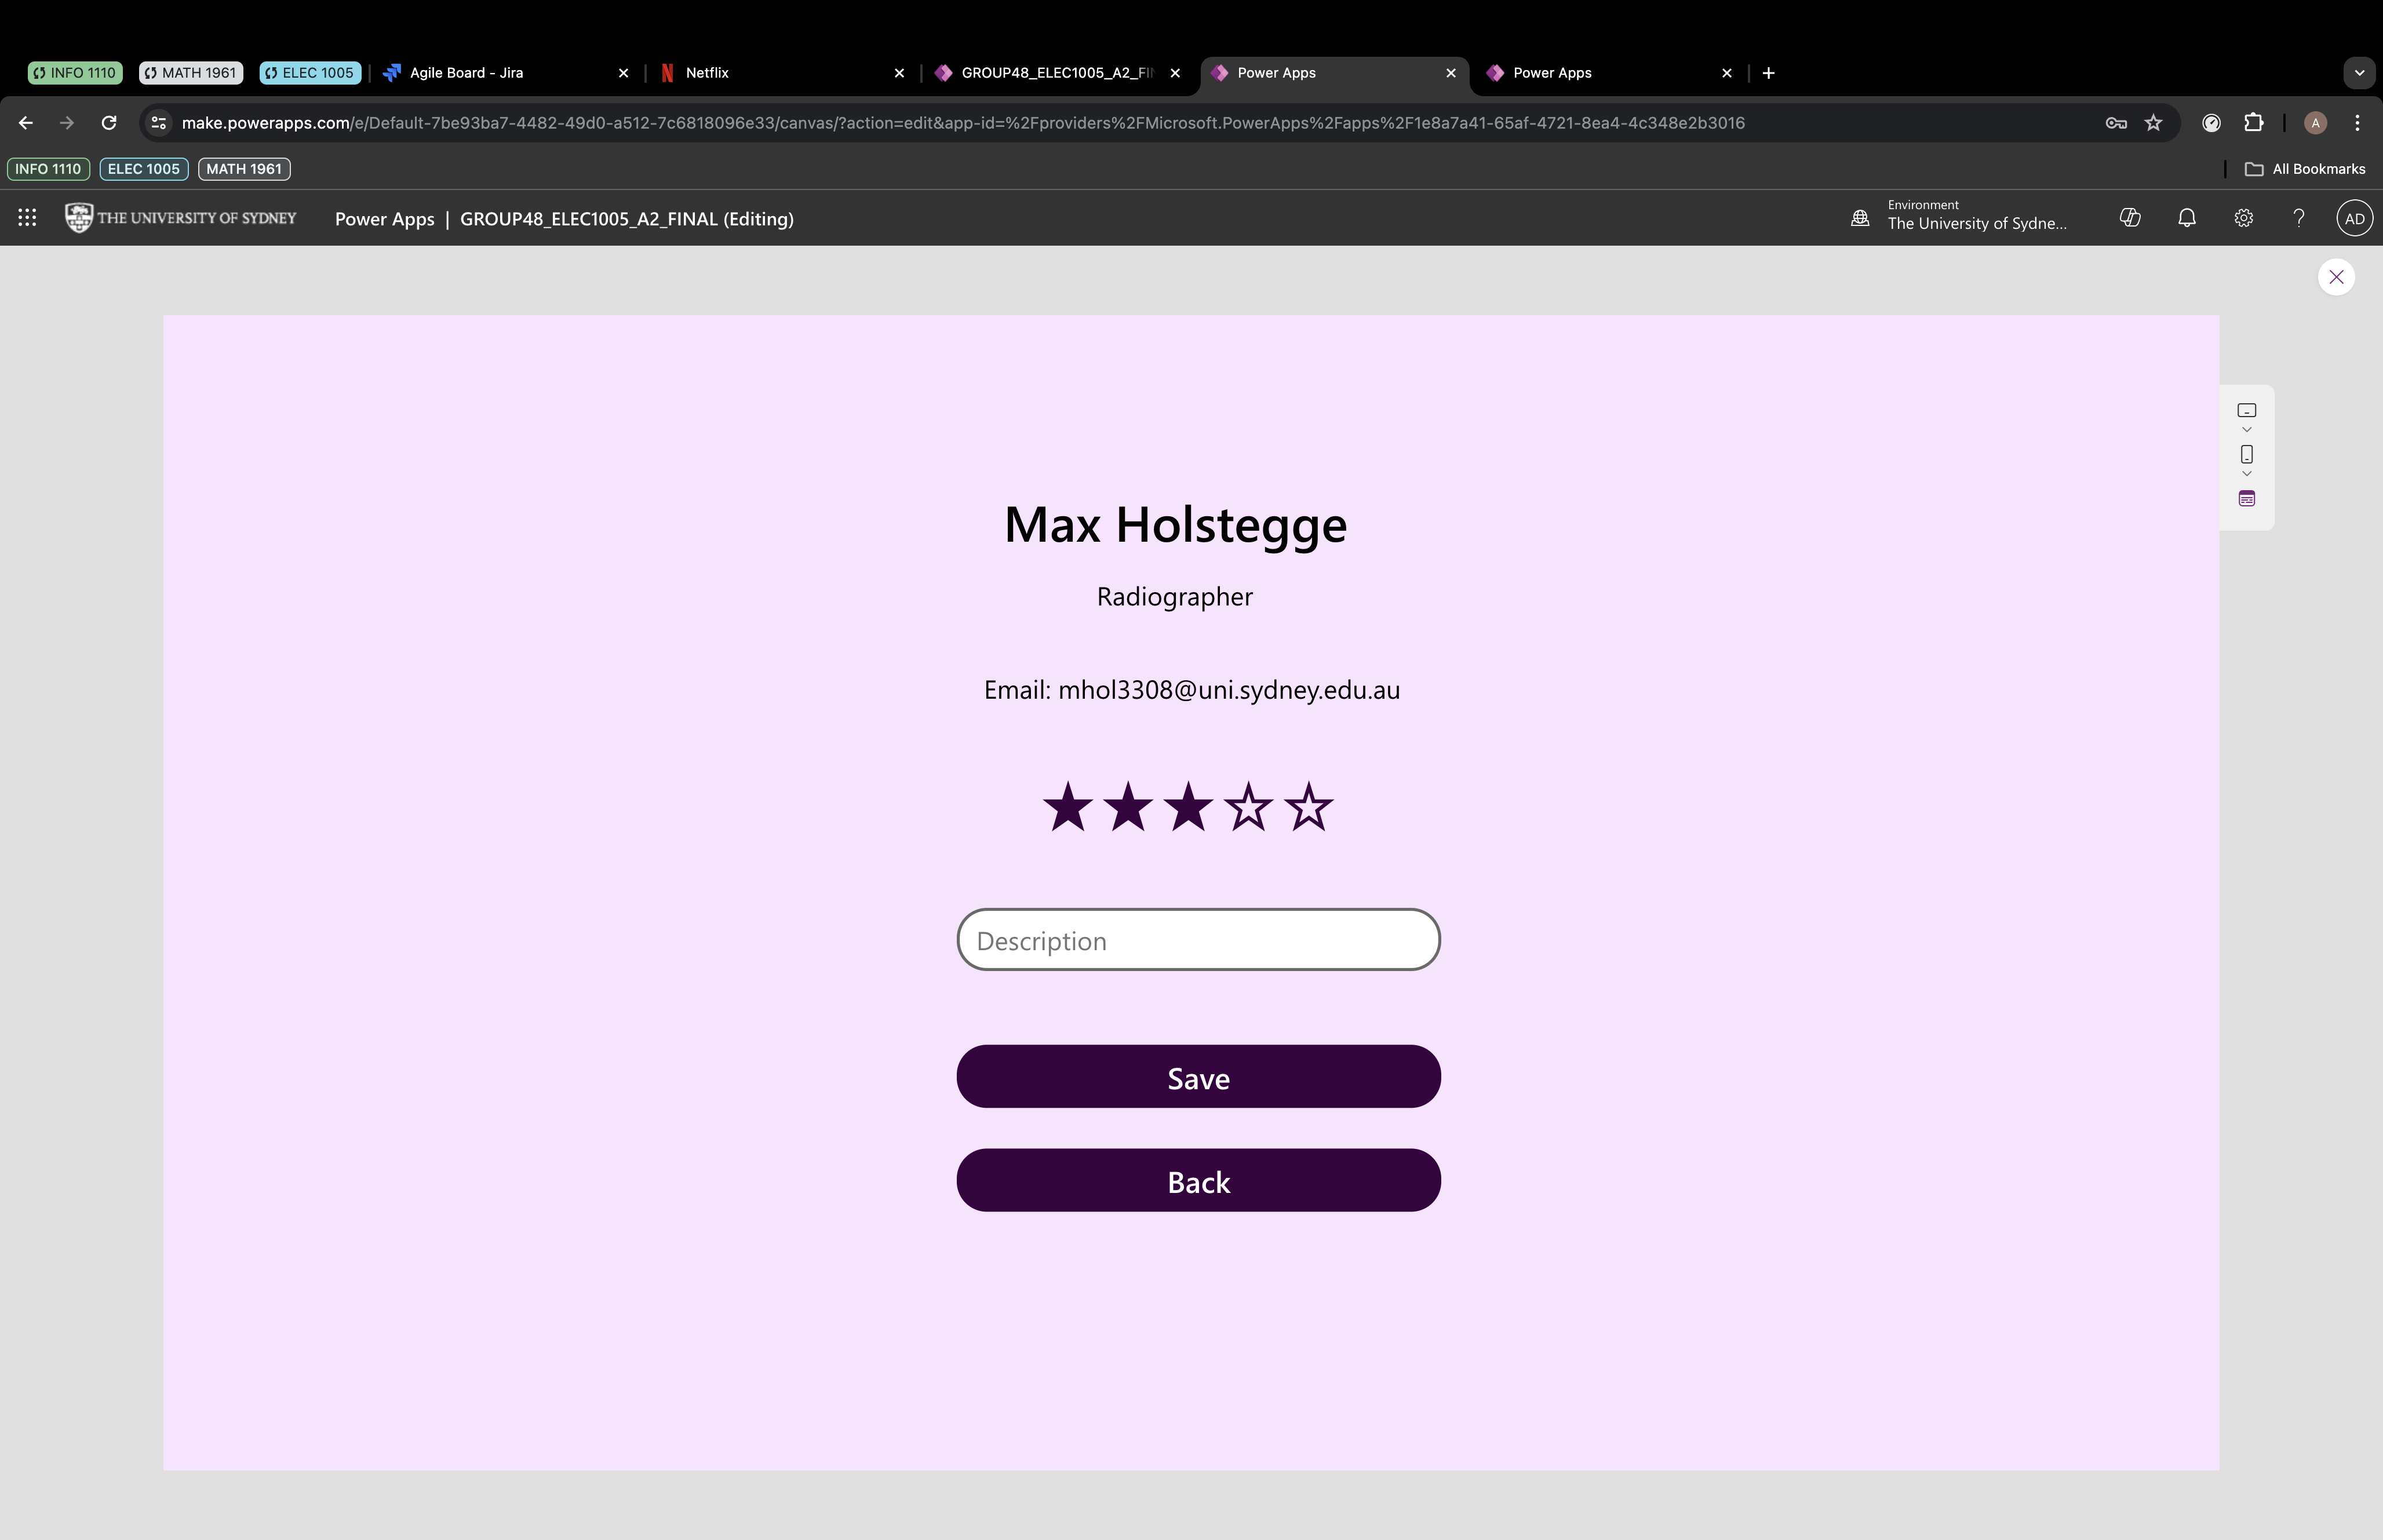 INFO 1110 MATH 1961 ELEC 1005 Agile Board - Jira Netflix GROUP48_ELEC1005_A2_FI Power Apps Power Apps
make.powerapps.com/e/Default-7be93ba7-4482-49d0-a512-7c6818096e33/canvas/?action=edit&app-id=%2Fproviders%2FMicrosoft.PowerApps%2Fapps%2F1e8a7a41-65af-4721-8ea4-4c348e2b3016 A
INFO 1110 ELEC 1005 MATH 1961 All Bookmarks
THE UNIVERSITY OF SYDNEY Power Apps | GROUP48_ELEC1005_A2_FINAL (Editing)
Environment
The University of Sydne... AD
Max Holstegge
Radiographer
Email: mhol3308@uni.sydney.edu.au
Description
Save
Back